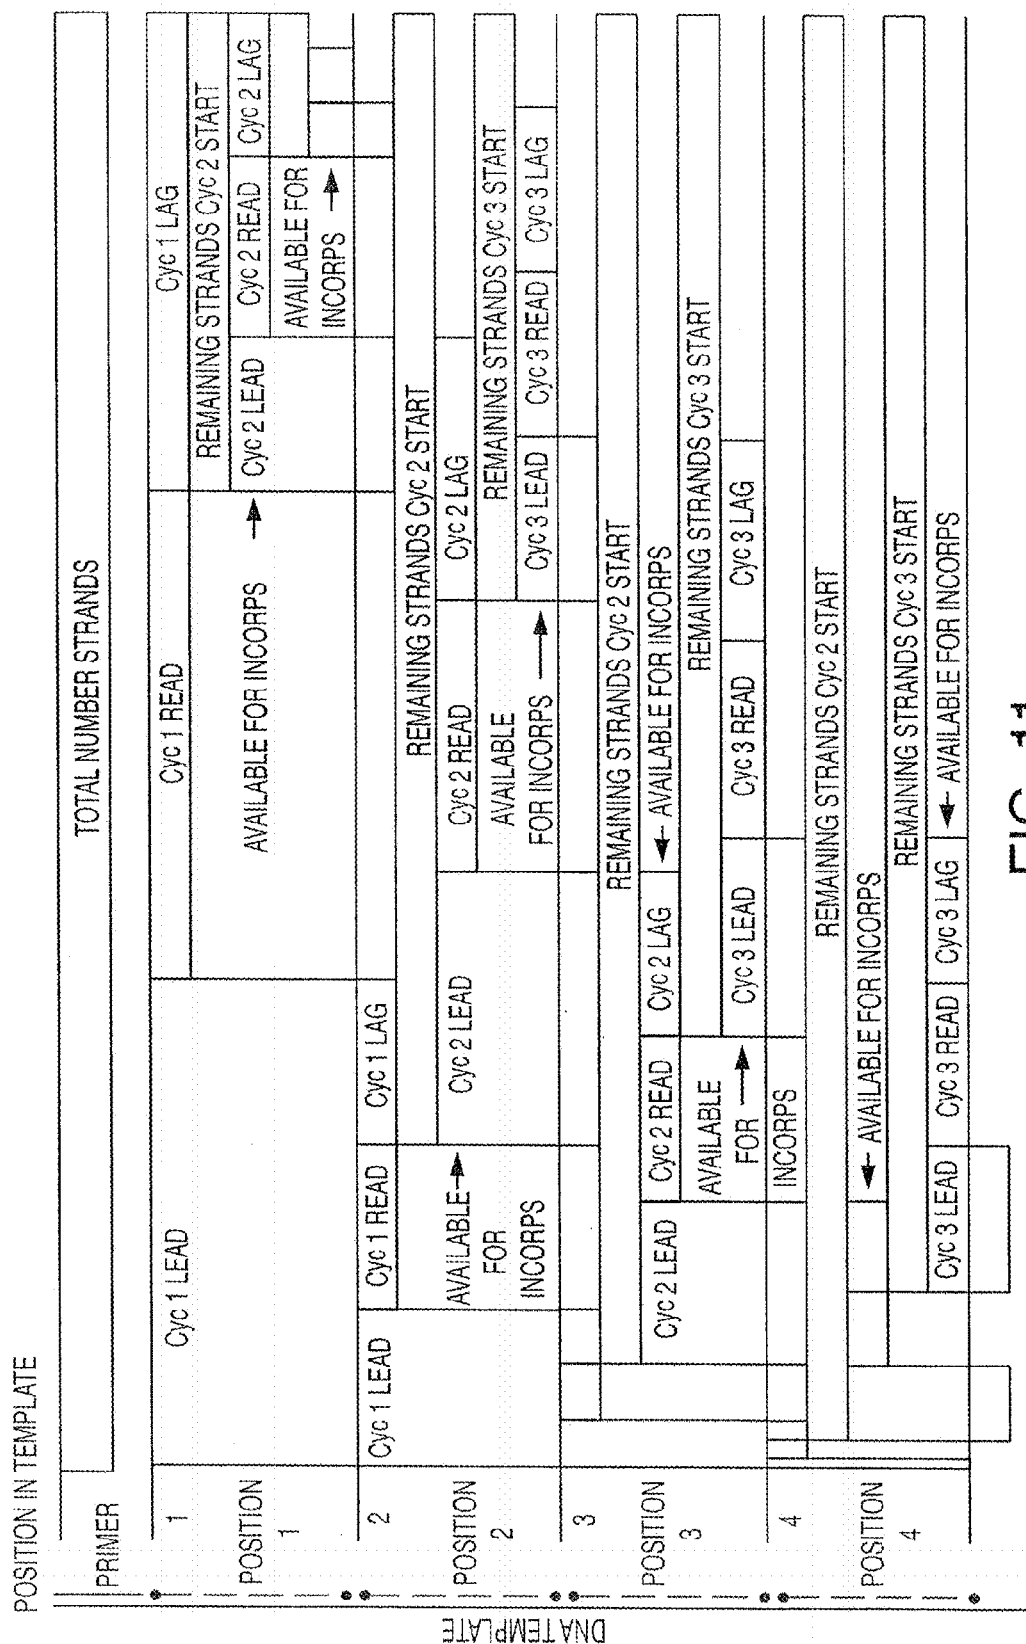 POSITION IN TEMPLATE
PRIMER
TOTAL NUMBER STRANDS
DNA TEMPLATE
1
POSITION
1
Cyc 1 LEAD
Cyc 1 READ
Cyc 1 LAG
AVAILABLE FOR INCORPS
REMAINING STRANDS Cyc 2 START
Cyc 2 LEAD
Cyc 2 READ
Cyc 2 LAG
AVAILABLE FOR
INCORPS
2
POSITION
2
Cyc 1 LEAD
Cyc 1 READ
Cyc 1 LAG
REMAINING STRANDS Cyc 2 START
AVAILABLE
FOR
INCORPS
Cyc 2 LEAD
Cyc 2 READ
Cyc 2 LAG
AVAILABLE
FOR INCORPS
REMAINING STRANDS Cyc 3 START
Cyc 3 LEAD
Cyc 3 READ
Cyc 3 LAG
3
POSITION
3
REMAINING STRANDS Cyc 2 START
Cyc 2 LEAD
Cyc 2 READ
Cyc 2 LAG
AVAILABLE FOR INCORPS
AVAILABLE
FOR
INCORPS
REMAINING STRANDS Cyc 3 START
Cyc 3 LEAD
Cyc 3 READ
Cyc 3 LAG
4
POSITION
4
REMAINING STRANDS Cyc 2 START
AVAILABLE FOR INCORPS
REMAINING STRANDS Cyc 3 START
Cyc 3 LEAD
Cyc 3 READ
Cyc 3 LAG
AVAILABLE FOR INCORPS